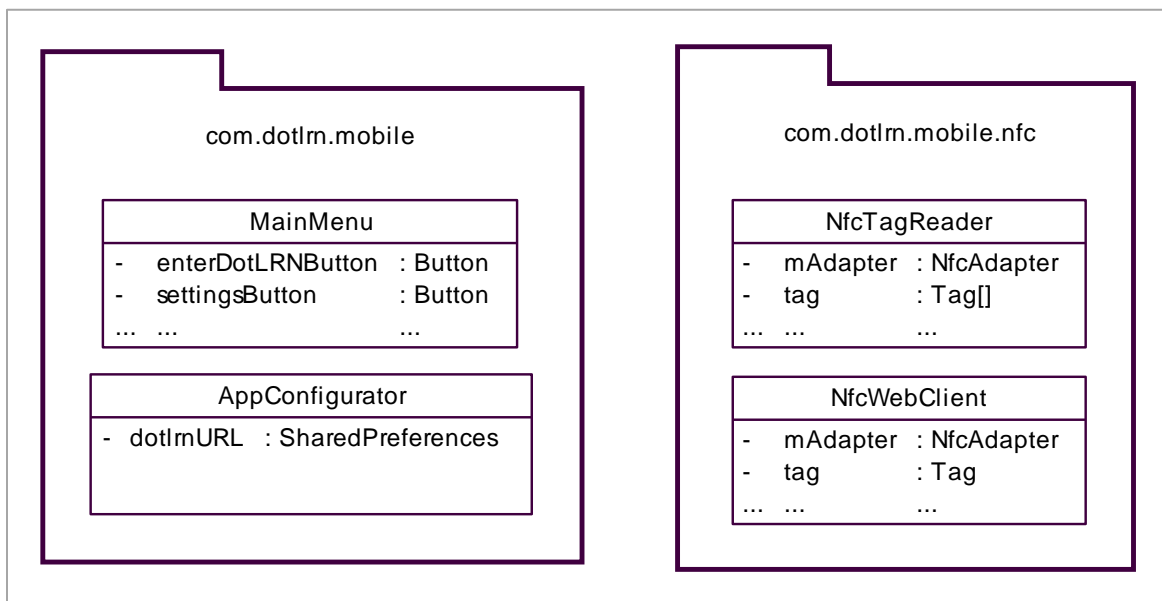 com.dotlrn.mobile
MainMenu
- enterDotLRNButton : Button
- settingsButton : Button
... ... ...
AppConfigurator
- dotlrnURL : SharedPreferences
com.dotlrn.mobile.nfc
NfcTagReader
- mAdapter : NfcAdapter
- tag : Tag[]
... ... ...
NfcWebClient
- mAdapter : NfcAdapter
- tag : Tag
... ... ...